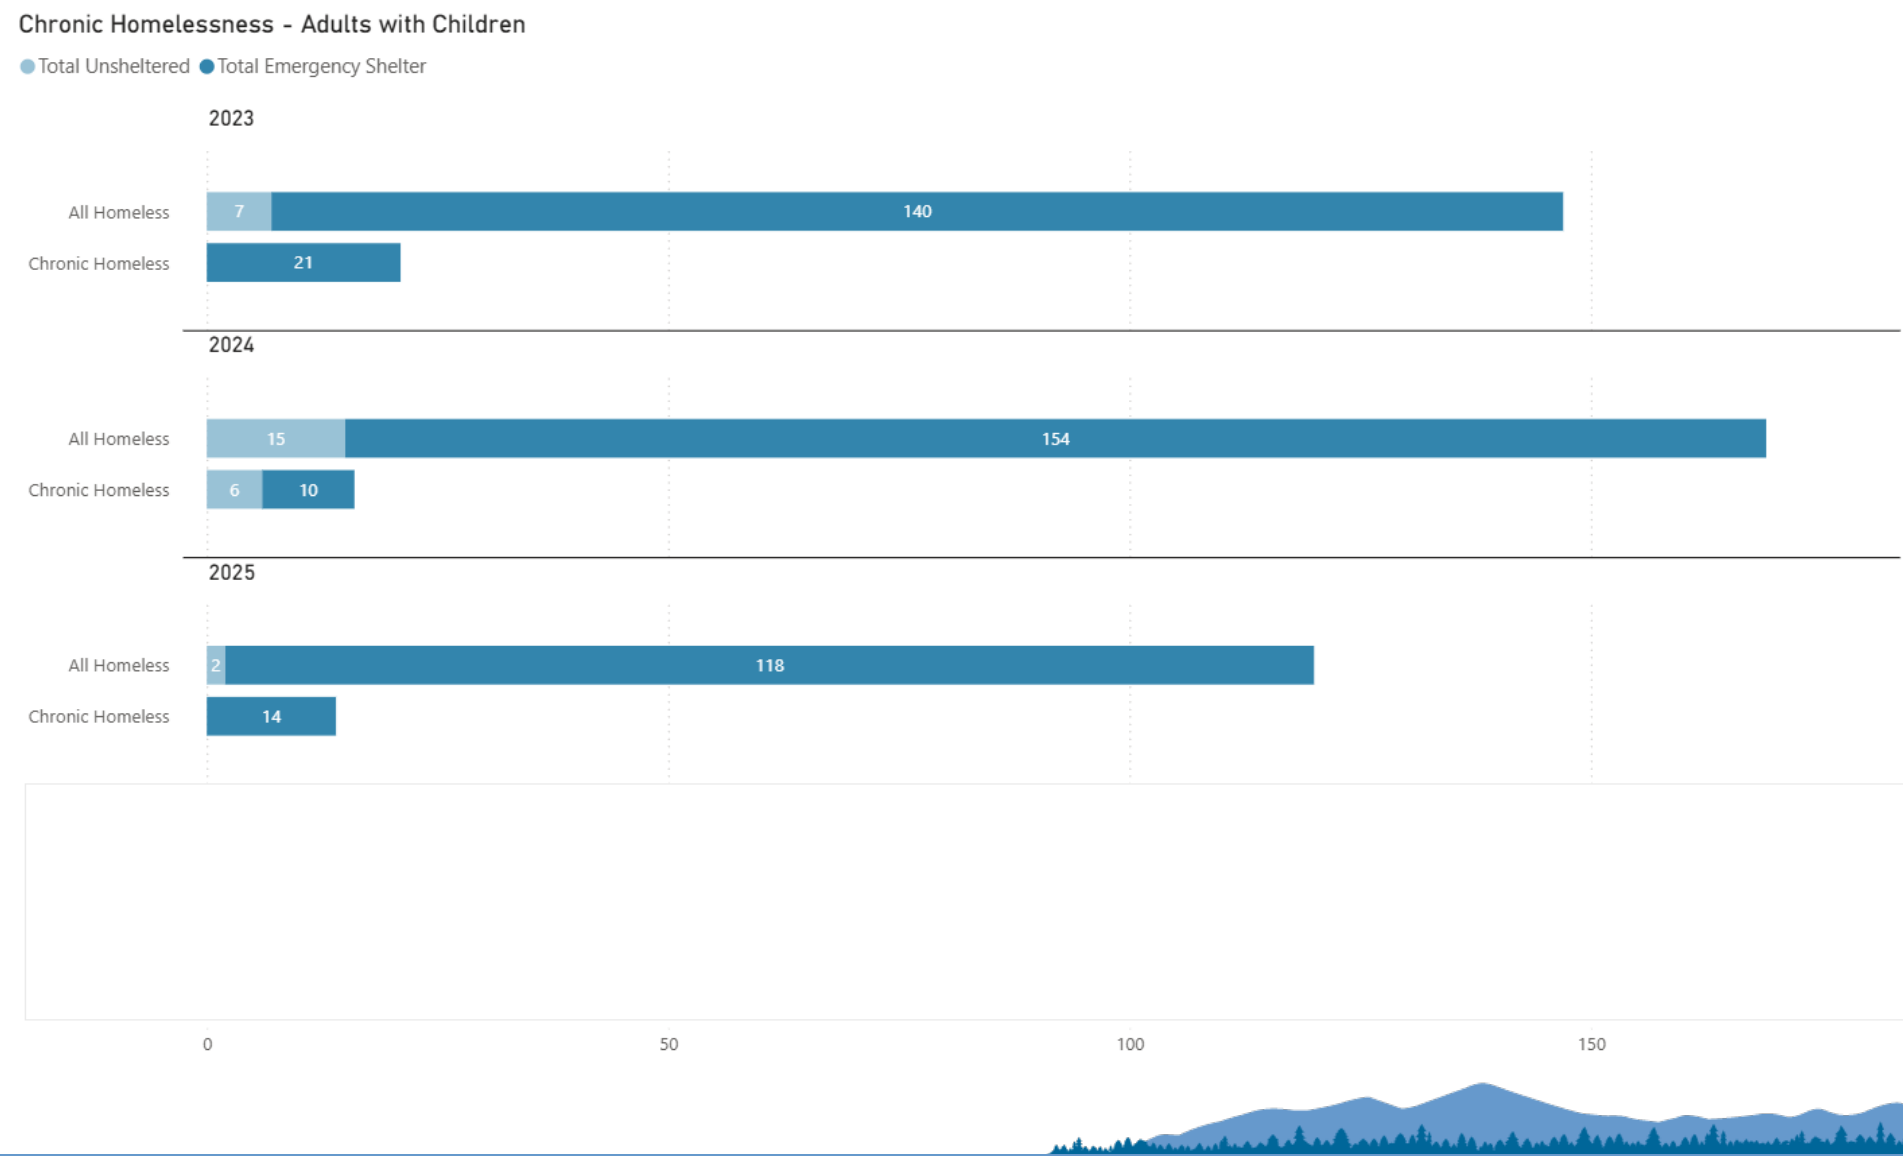 Chronic Homelessness - Adults with Children
Total Unsheltered Total Emergency Shelter
2023
All Homeless 7 140
Chronic Homeless 21
2024
All Homeless 15 154
Chronic Homeless 6 10
2025
All Homeless 2 118
Chronic Homeless 14
0 50 100 150